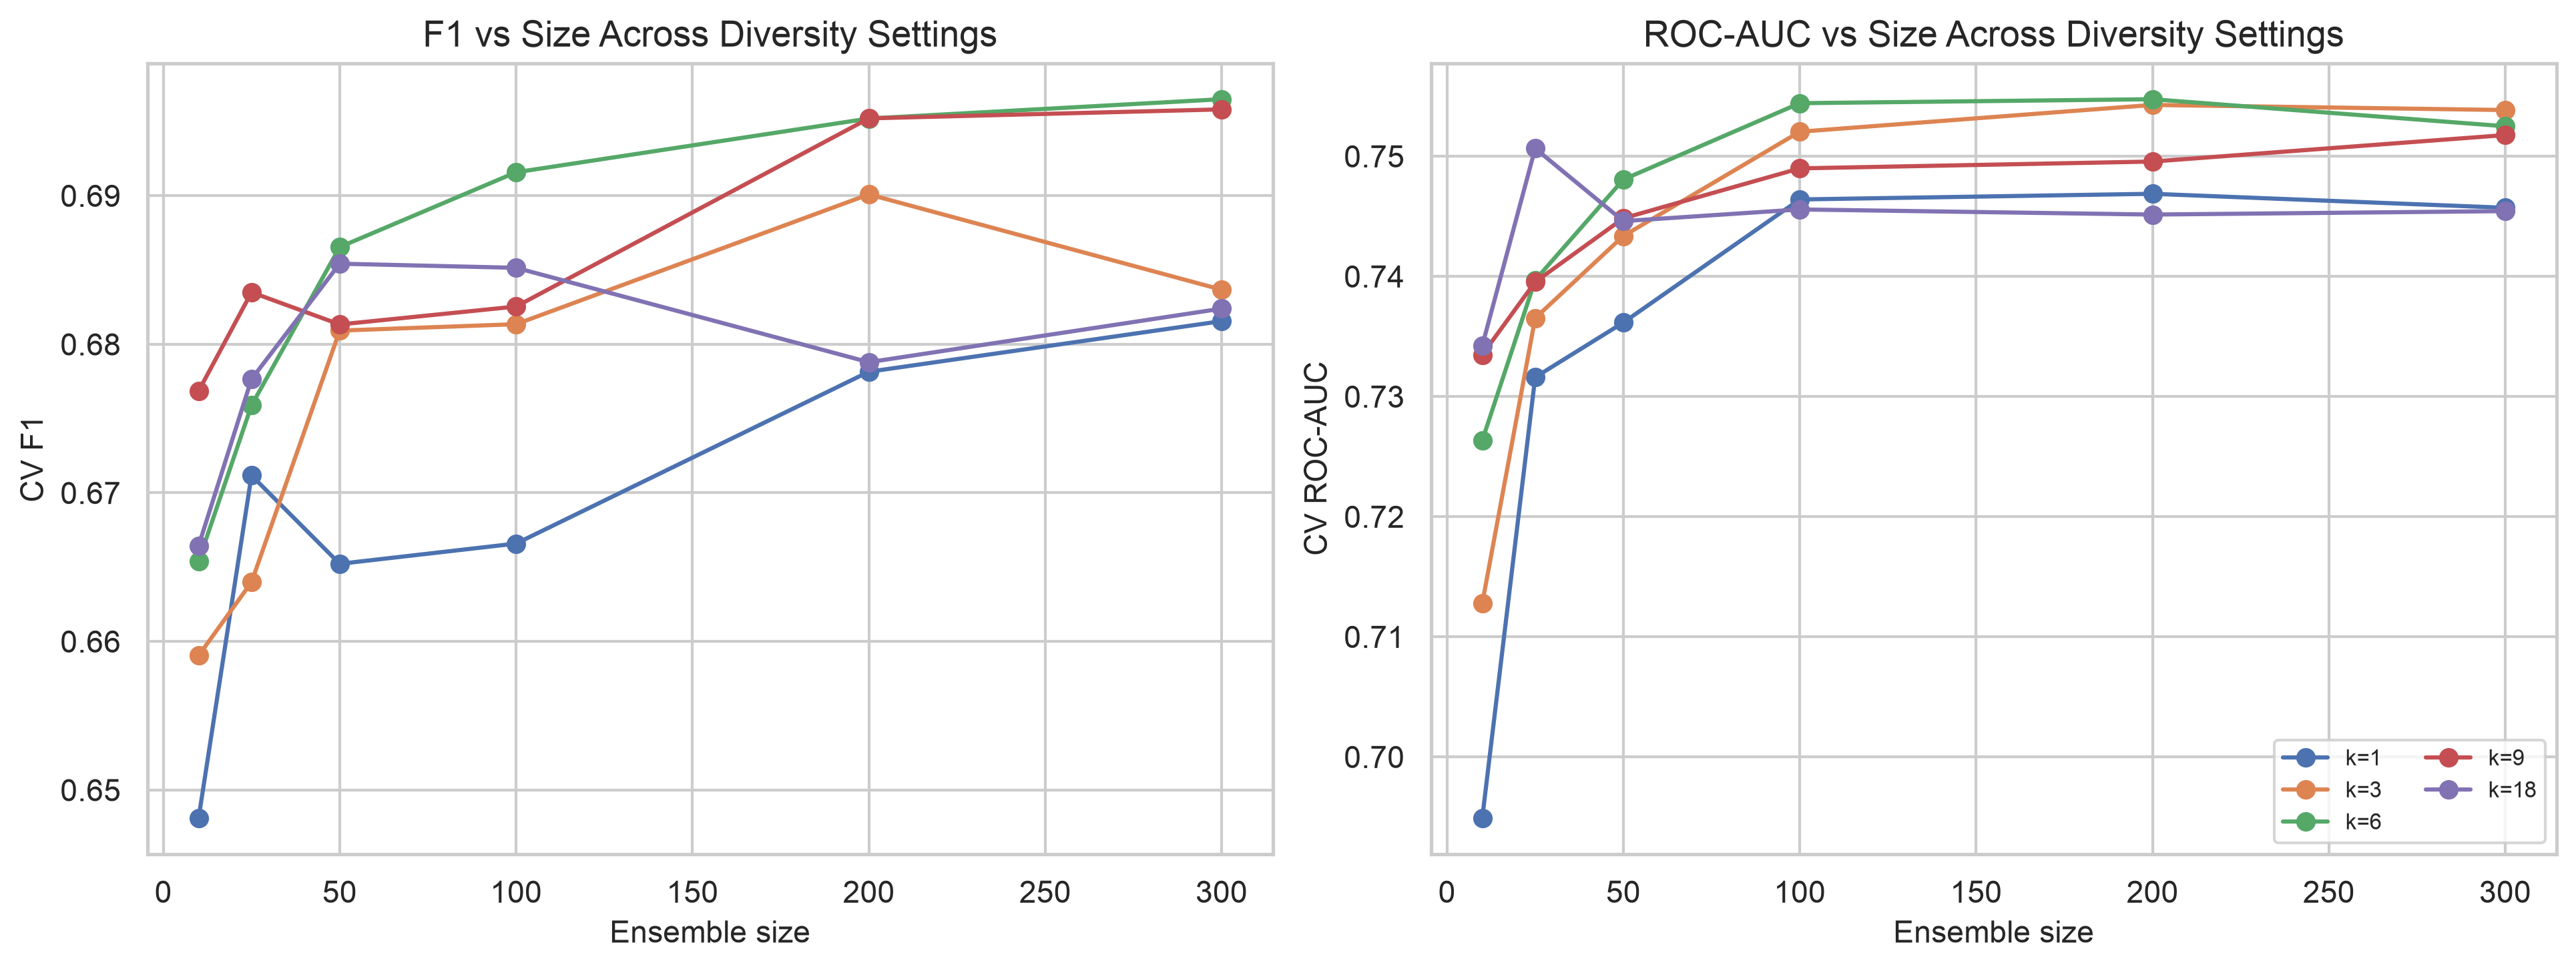 F1 vs Size Across Diversity Settings
0.69
0.68
0.67
0.66
0.65
CV F1
0
50
100
150
200
250
300
Ensemble size
ROC-AUC vs Size Across Diversity Settings
0.75
0.74
0.73
0.72
0.71
0.70
CV ROC-AUC
k=1
k=3
k=6
k=9
k=18
0
50
100
150
200
250
300
Ensemble size